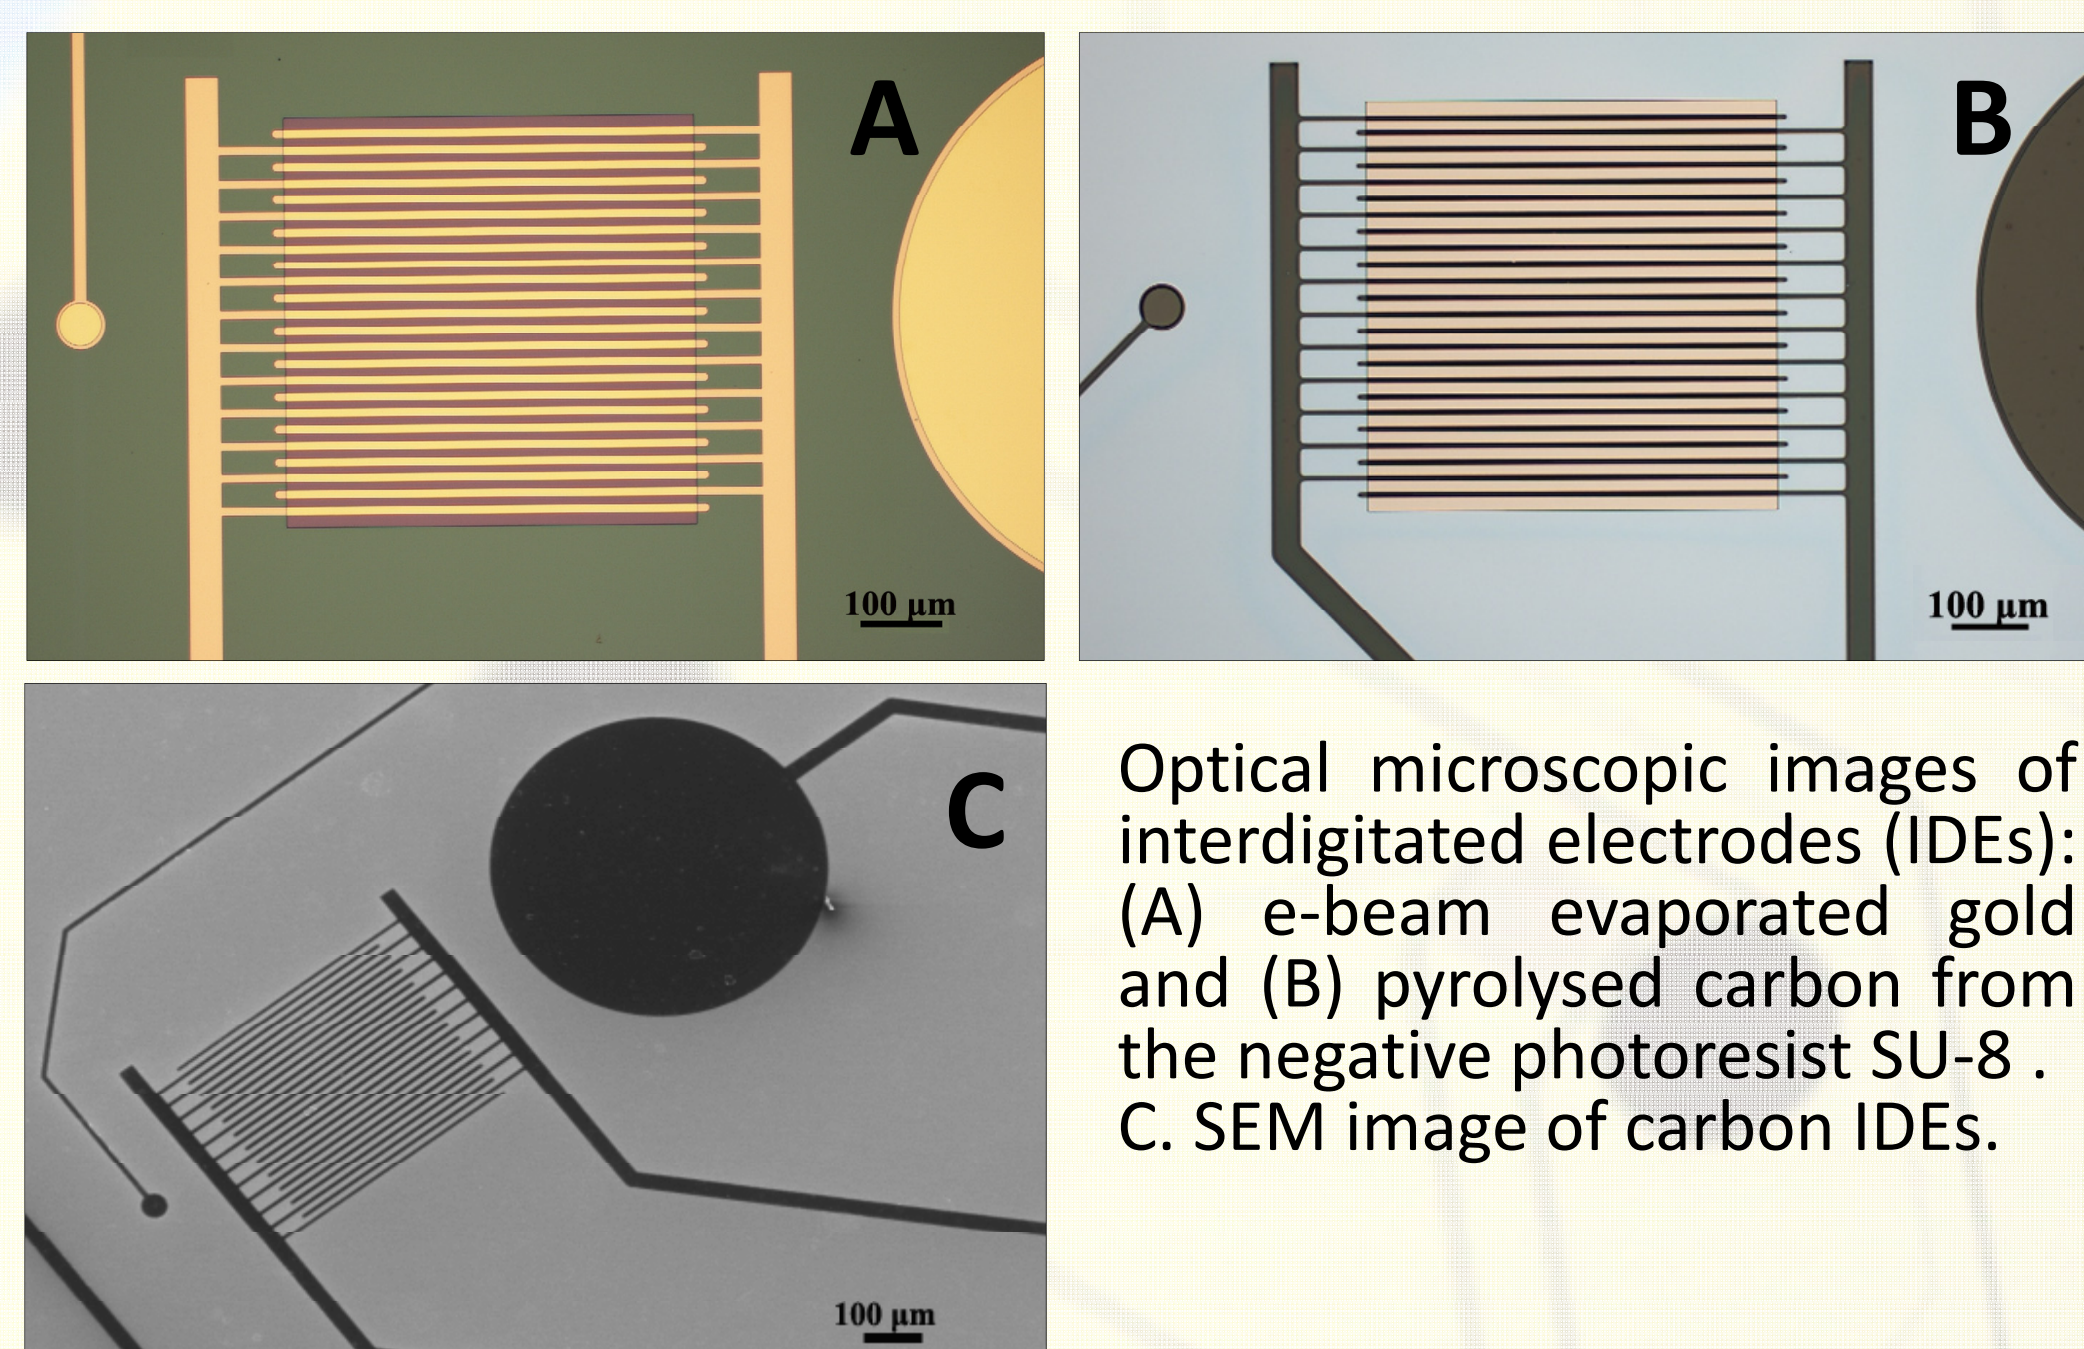 A
100 µm
B
100 µm
C
100 µm
Optical microscopic images of
interdigitated electrodes (IDEs):
(A) e-beam evaporated gold
and (B) pyrolysed carbon from
the negative photoresist SU-8 .
C. SEM image of carbon IDEs.